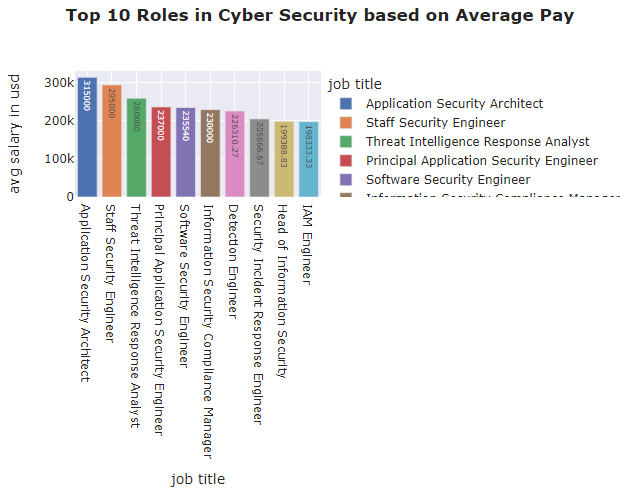 Top 10 Roles in Cyber Security based on Average Pay
avg salary in usd
300k
200k
100k
0
315000
295000
260000
237000
235540
230000
226310.27
205666.67
199388.83
198333.33
Application Security Architect
Staff Security Engineer
Threat Intelligence Response Analyst
Principal Application Security Engineer
Software Security Engineer
Information Security Compliance Manager
Detection Engineer
Security Incident Response Engineer
Head of Information Security
IAM Engineer
job title
job title
Application Security Architect
Staff Security Engineer
Threat Intelligence Response Analyst
Principal Application Security Engineer
Software Security Engineer
Information Security Compliance Manager